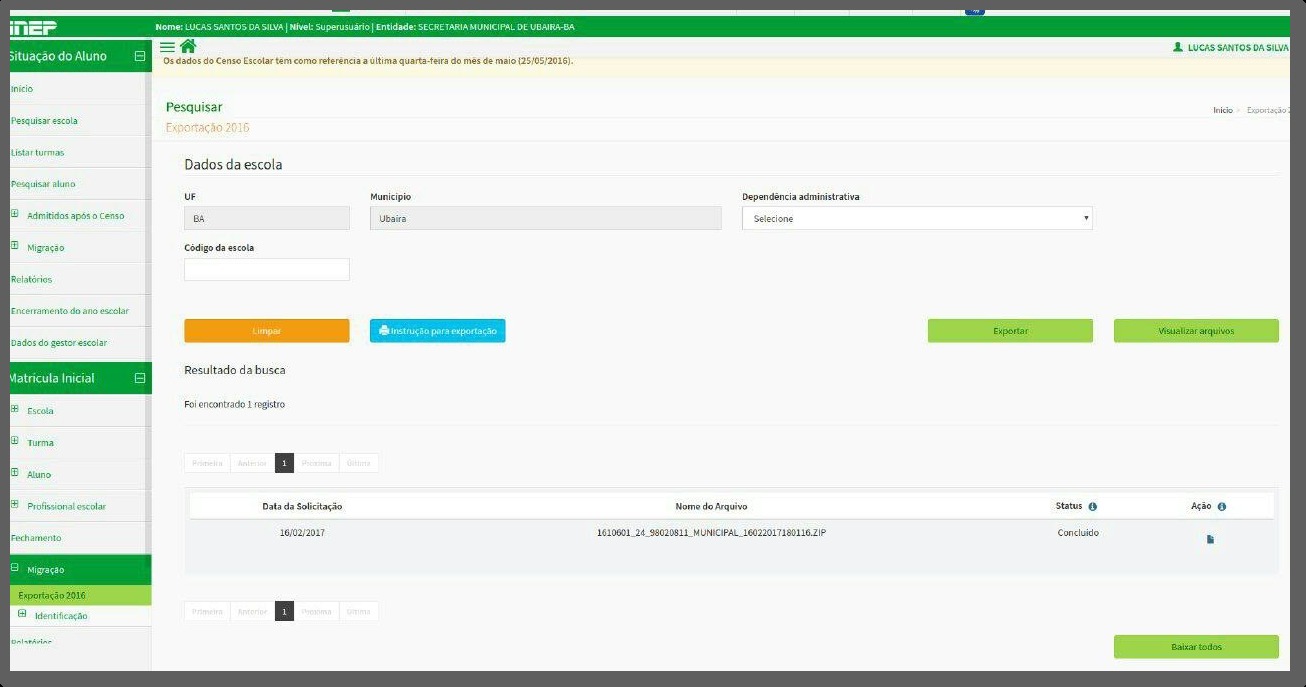 inep
Nome: LUCAS SANTOS DA SILVA | Nível: Superusuário | Entidade: SECRETARIA MUNICIPAL DE UBAIRA-BA
LUCAS SANTOS DA SILVA
Os dados do Censo Escolar têm como referência a última quarta-feira do mês de maio (25/05/2016).
Situação do Aluno
Início
Pesquisar escola
Listar turmas
Pesquisar aluno
Admitidos após o Censo
Migração
Relatórios
Encerramento do ano escolar
Dados do gestor escolar
Matrícula Inicial
Escola
Turma
Aluno
Profissional escolar
Fechamento
Migração
Exportação 2016
Identificação
Relatórios
Pesquisar
Exportação 2016
Início > Exportação 2
Dados da escola
UF
Município
Dependência administrativa
BA
Ubaira
Selecione
Código da escola
Limpar
Instrução para exportação
Exportar
Visualizar arquivos
Resultado da busca
Foi encontrado 1 registro
Primeira Anterior 1 Próxima Última
Data da Solicitação Nome do Arquivo Status Ação
16/02/2017 1610601_24_98020811_MUNICIPAL_16022017180116.ZIP Concluído
Primeira Anterior 1 Próxima Última
Baixar todos